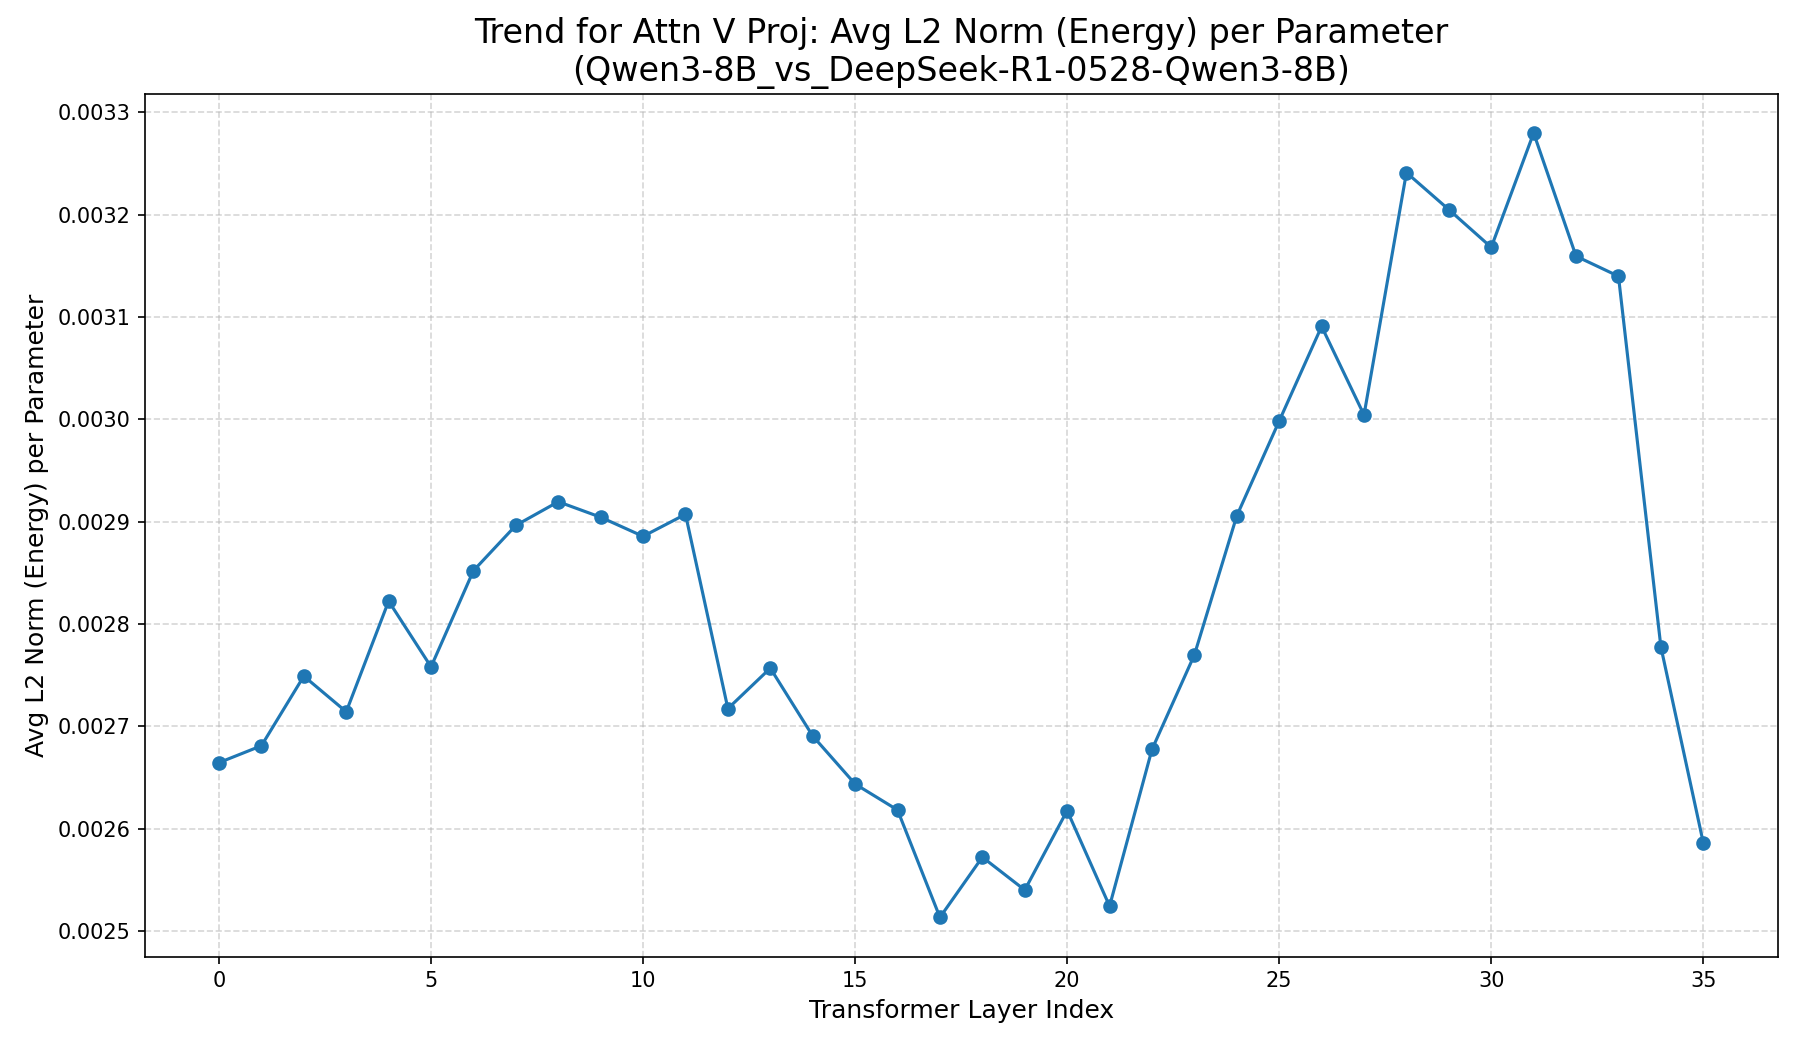 Trend for Attn V Proj: Avg L2 Norm (Energy) per Parameter
(Qwen3-8B_vs_DeepSeek-R1-0528-Qwen3-8B)
Avg L2 Norm (Energy) per Parameter
0.0033
0.0032
0.0031
0.0030
0.0029
0.0028
0.0027
0.0026
0.0025
0 5 10 15 20 25 30 35
Transformer Layer Index